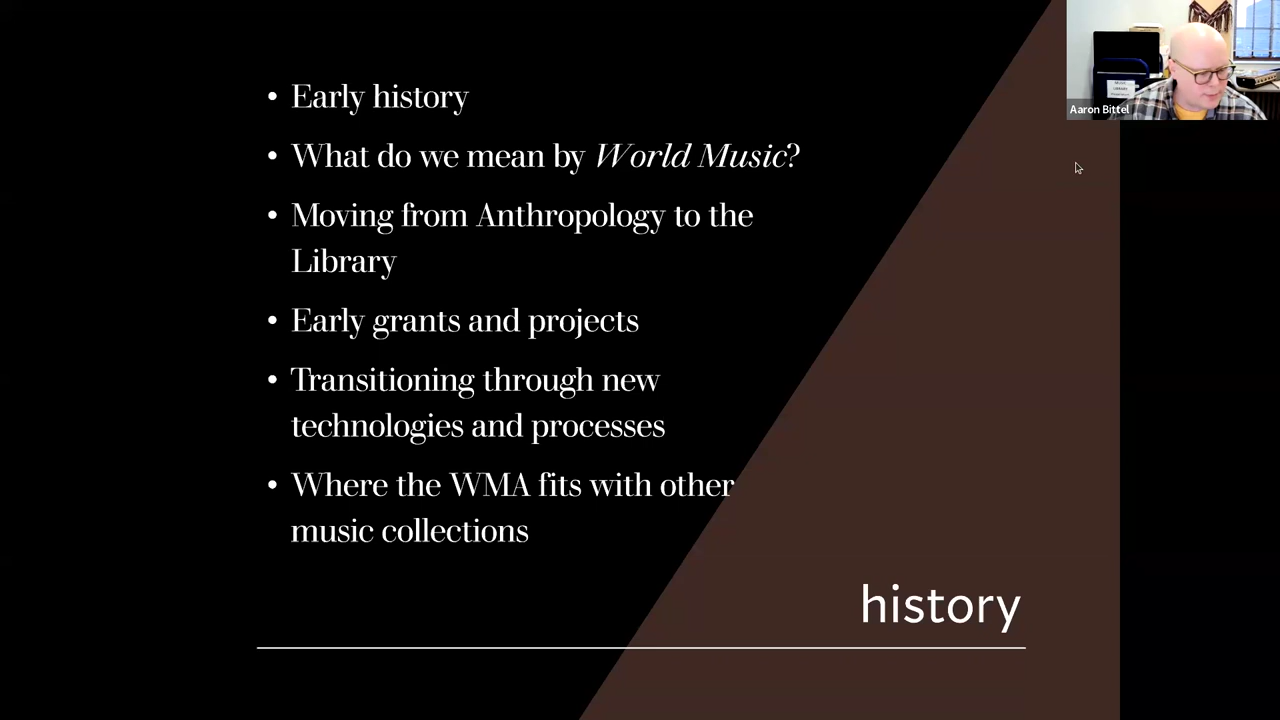 • Early history
• What do we mean by World Music?
• Moving from Anthropology to the
Library
• Early grants and projects
• Transitioning through new
technologies and processes
• Where the WMA fits with other
music collections
history
Aaron Bittel